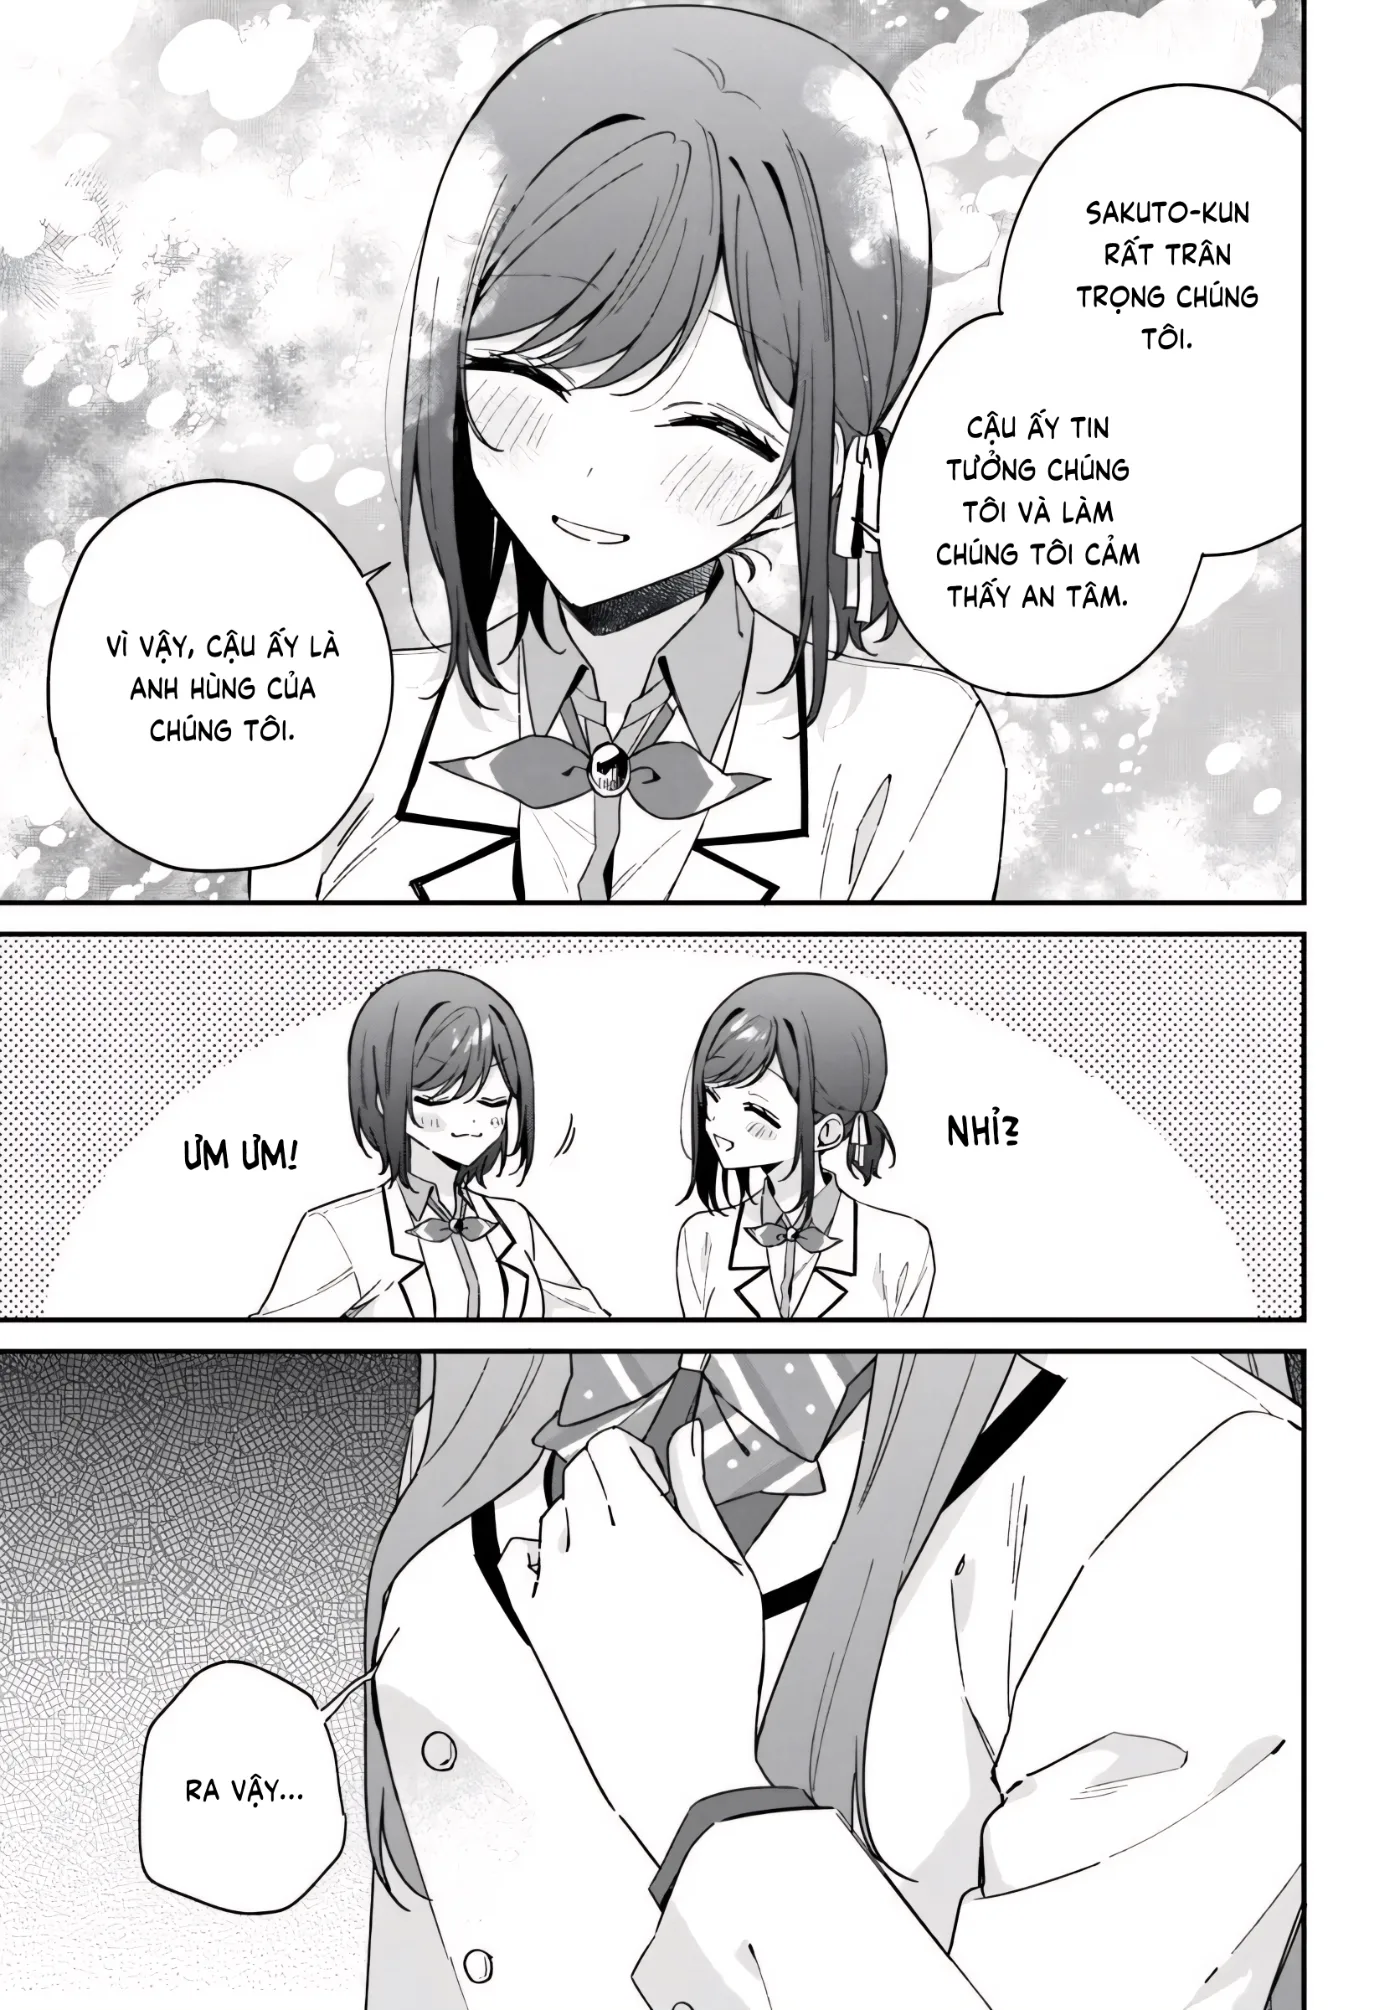 SAKUTO-KUN
RẤT TRÂN
TRỌNG CHÚNG
TÔI.
CẬU ẤY TIN
TƯỞNG CHÚNG
TÔI VÀ LÀM
CHÚNG TÔI CẢM
THẤY AN TÂM.
VÌ VẬY, CẬU ẤY LÀ
ANH HÙNG CỦA
CHÚNG TÔI.
NHỈ?
ƯM ƯM!
RA VẬY...